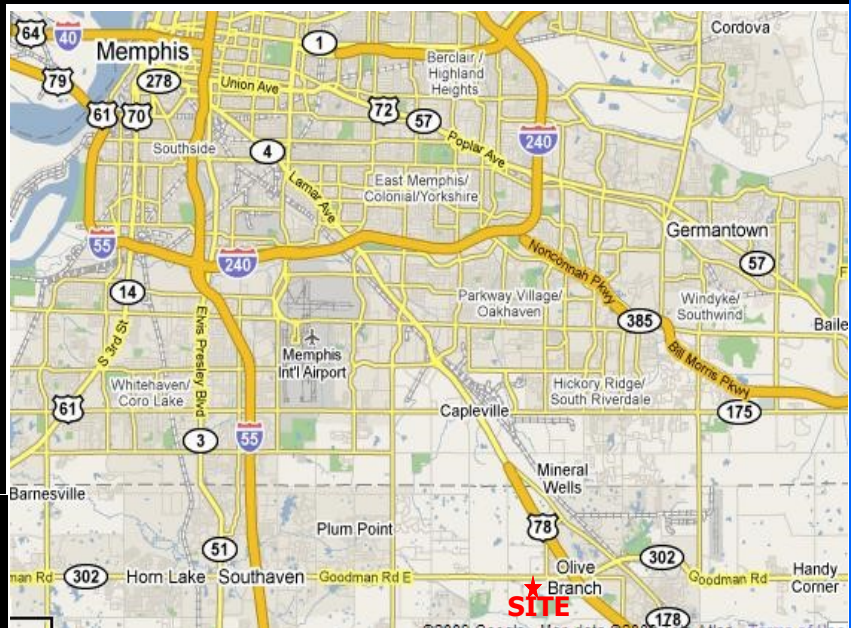 64
40
Memphis
1
Cordova
Berclair /
Highland
Heights
79
278
Union Ave
61
70
72
57
Poplar Ave
240
Southside
4
East Memphis/
Colonial/Yorkshire
Lamar Ave
Germantown
55
240
Nonconnah Pkwy
57
14
Parkway Village/
Oakhaven
Windyke/
Southwind
385
Baile
S 3rd St
Elvis Presley Blvd
Memphis
Int'l Airport
Bill Morris Pkwy
Whitehaven/
Coro Lake
Hickory Ridge/
South Riverdale
61
Capleville
175
3
55
Mineral
Wells
Barnesville
Plum Point
78
51
302
Olive
Branch
Handy
Corner
man Rd
302
Horn Lake
Southaven
Goodman Rd E
Goodman Rd
SITE
178